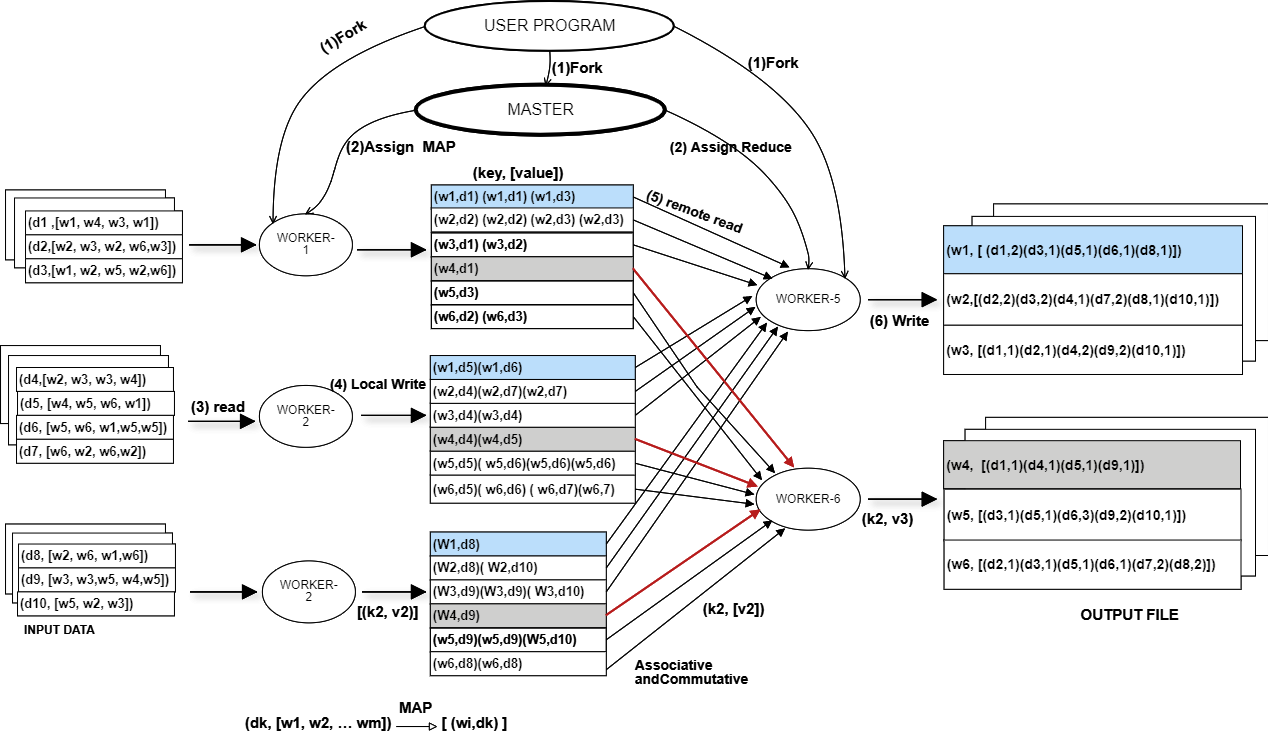 USER PROGRAM
(1)Fork
(1)Fork
(1)Fork
MASTER
(2)Assign MAP
(2) Assign Reduce
(key, [value])
(d1 ,[w1, w4, w3, w1])
(d2,[w2, w3, w2, w6,w3])
(d3,[w1, w2, w5, w2,w6])
WORKER-
1
(w1,d1) (w1,d1) (w1,d3)
(w2,d2) (w2,d2) (w2,d3) (w2,d3)
(w3,d1) (w3,d2)
(w4,d1)
(w5,d3)
(w6,d2) (w6,d3)
(5) remote read
WORKER-5
(6) Write
(w1, [ (d1,2)(d3,1)(d5,1)(d6,1)(d8,1)])
(w2,[(d2,2)(d3,2)(d4,1)(d7,2)(d8,1)(d10,1)])
(w3, [(d1,1)(d2,1)(d4,2)(d9,2)(d10,1)])
(d4,[w2, w3, w3, w4])
(d5, [w4, w5, w6, w1])
(d6, [w5, w6, w1,w5,w5])
(d7, [w6, w2, w6,w2])
(3) read
WORKER-
2
(4) Local Write
(w1,d5)(w1,d6)
(w2,d4)(w2,d7)(w2,d7)
(w3,d4)(w3,d4)
(w4,d4)(w4,d5)
(w5,d5)( w5,d6)(w5,d6)(w5,d6)
(w6,d5)( w6,d6) ( w6,d7)(w6,7)
WORKER-6
(k2, v3)
(w4, [(d1,1)(d4,1)(d5,1)(d9,1)])
(w5, [(d3,1)(d5,1)(d6,3)(d9,2)(d10,1)])
(w6, [(d2,1)(d3,1)(d5,1)(d6,1)(d7,2)(d8,2)])
OUTPUT FILE
(d8, [w2, w6, w1,w6])
(d9, [w3, w3,w5, w4,w5])
(d10, [w5, w2, w3])
INPUT DATA
WORKER-
2
[(k2, v2)]
(W1,d8)
(W2,d8)( W2,d10)
(W3,d9)(W3,d9)( W3,d10)
(W4,d9)
(w5,d9)(w5,d9)(W5,d10)
(w6,d8)(w6,d8)
(k2, [v2])
Associative
andCommutative
MAP
(dk, [w1, w2, … wm]) [ (wi,dk) ]